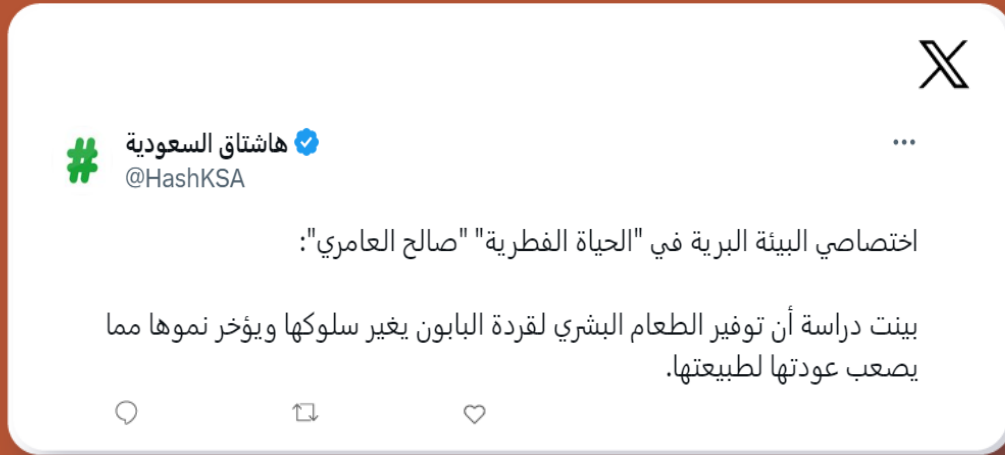 هاشتاق السعودية
@HashKSA
اختصاصي البيئة البرية في "الحياة الفطرية" "صالح العامري":
بينت دراسة أن توفير الطعام البشري لقردة البابون يغير سلوكها ويؤخر نموها مما
يصعب عودتها لطبيعتها.